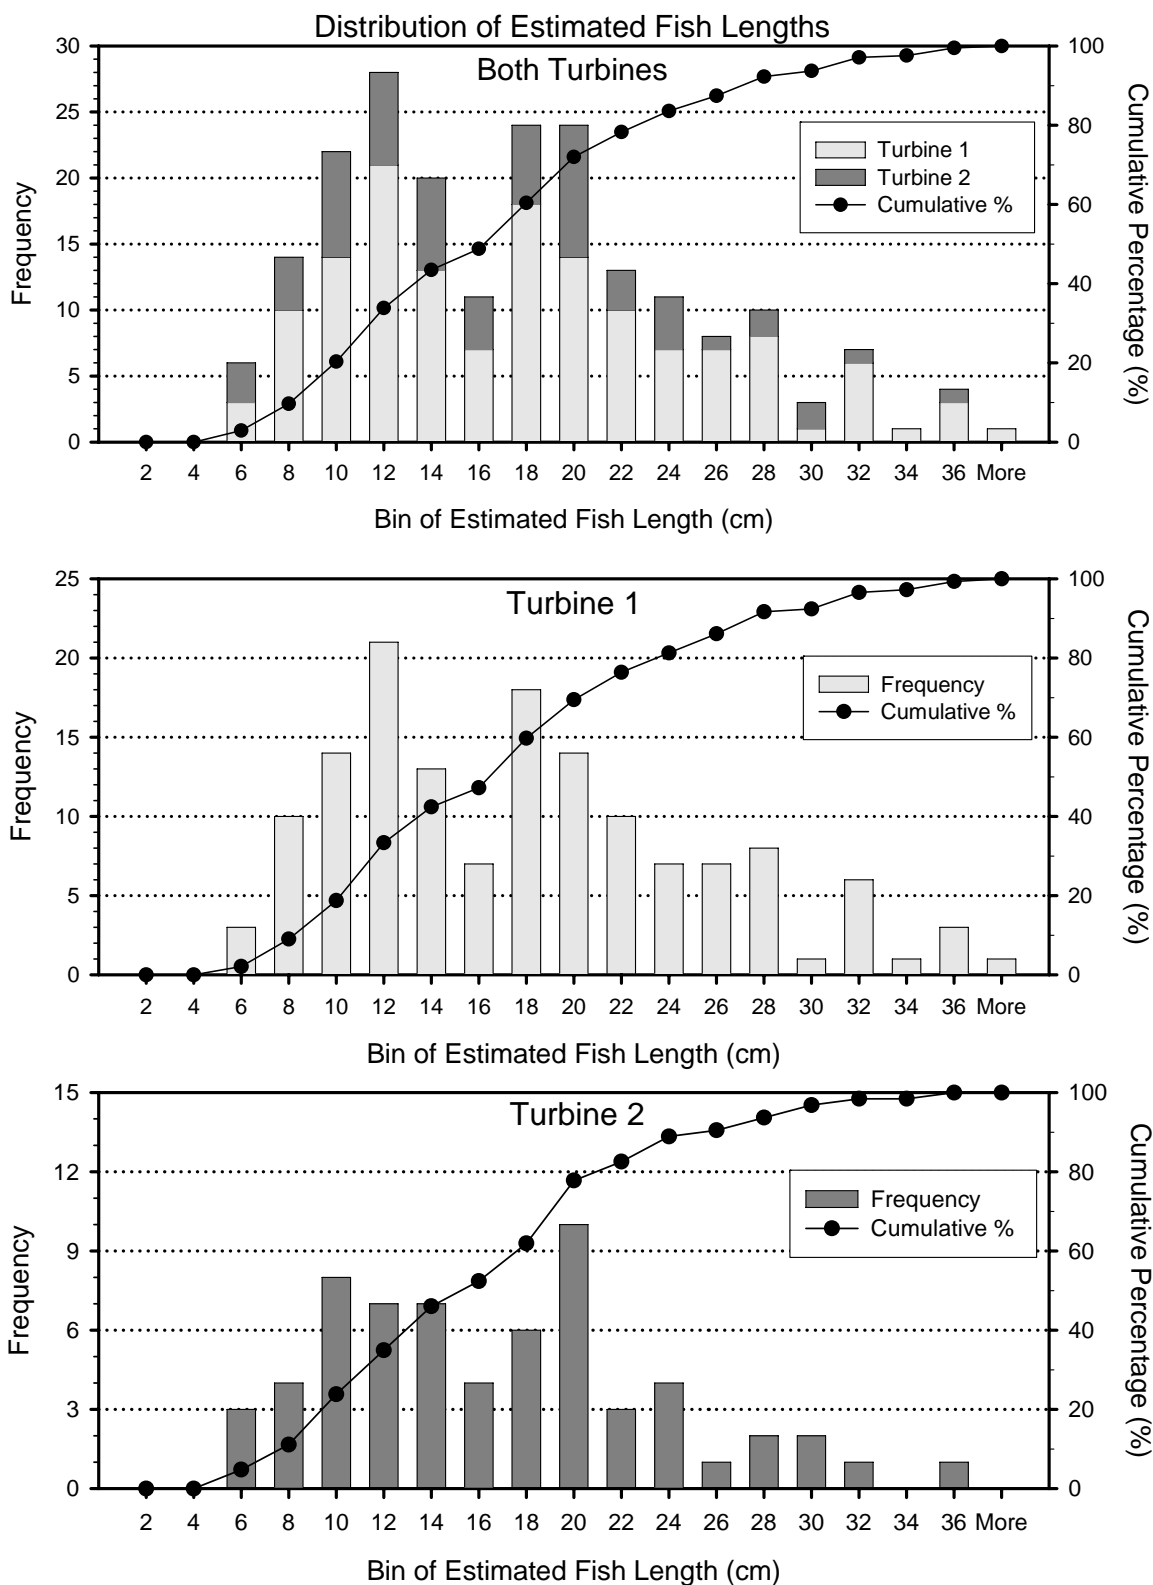 Distribution of Estimated Fish Lengths
Both Turbines
30
25
20
15
10
5
0
Frequency
100
80
60
40
20
0
Cumulative Percentage (%)
Turbine 1
Turbine 2
Cumulative %
2 4 6 8 10 12 14 16 18 20 22 24 26 28 30 32 34 36 More
Bin of Estimated Fish Length (cm)
Turbine 1
25
20
15
10
5
0
Frequency
100
80
60
40
20
0
Cumulative Percentage (%)
Frequency
Cumulative %
2 4 6 8 10 12 14 16 18 20 22 24 26 28 30 32 34 36 More
Bin of Estimated Fish Length (cm)
Turbine 2
15
12
9
6
3
0
Frequency
100
80
60
40
20
0
Cumulative Percentage (%)
Frequency
Cumulative %
2 4 6 8 10 12 14 16 18 20 22 24 26 28 30 32 34 36 More
Bin of Estimated Fish Length (cm)